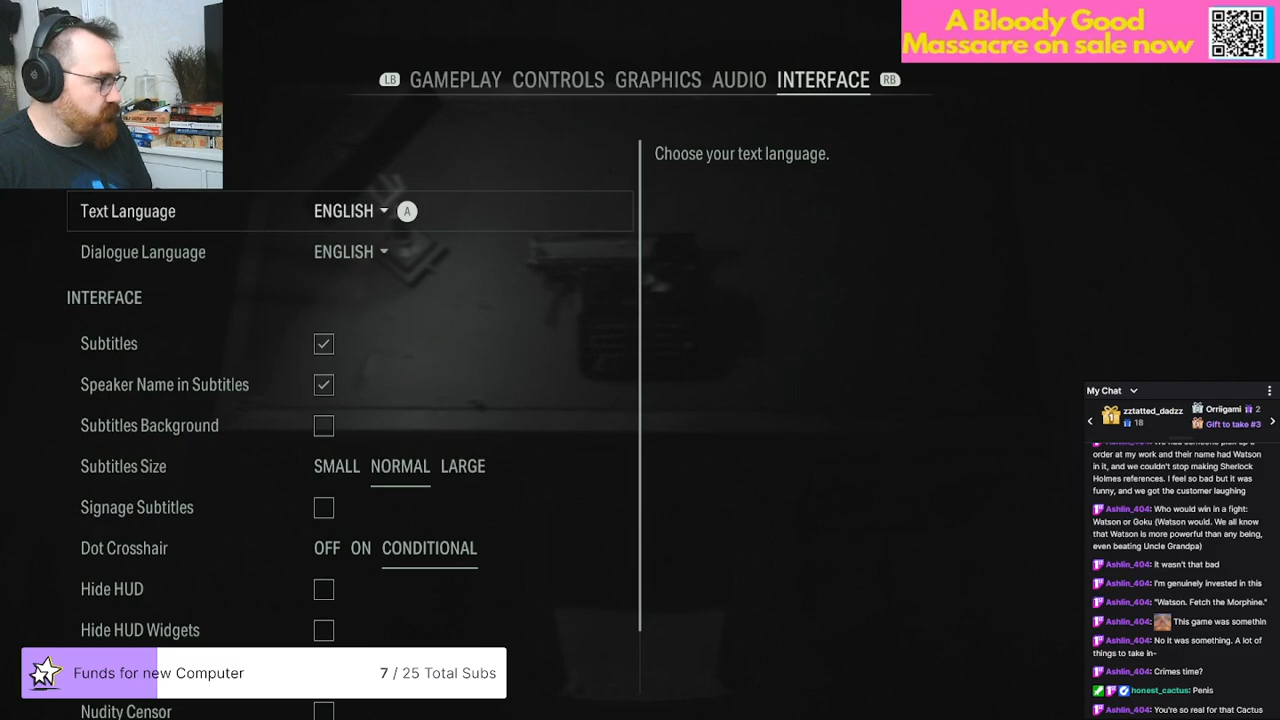 A Bloody Good
Massacre on sale now
LB GAMEPLAY CONTROLS GRAPHICS AUDIO INTERFACE RB
Choose your text language.
Text Language ENGLISH A
Dialogue Language ENGLISH
INTERFACE
Subtitles
Speaker Name in Subtitles
Subtitles Background
Subtitles Size SMALL NORMAL LARGE
Signage Subtitles
Dot Crosshair OFF ON CONDITIONAL
Hide HUD
Hide HUD Widgets
Funds for new Computer 7 / 25 Total Subs
Nudity Censor
My Chat
1 zztatted_dadzz 18
Orriigami 2
Gift to take #3
order at my work and their name had Watson
in it, and we couldn't stop making Sherlock
Holmes references. I feel so bad but it was
funny, and we got the customer laughing
Ashlin_404: Who would win in a fight:
Watson or Goku (Watson would. We all know
that Watson is more powerful than any being,
even beating Uncle Grandpa)
Ashlin_404: It wasn't that bad
Ashlin_404: I'm genuinely invested in this
Ashlin_404: "Watson. Fetch the Morphine."
Ashlin_404: This game was somethin
Ashlin_404: No it was something. A lot of
things to take in-
Ashlin_404: Crimes time?
honest_cactus: Penis
Ashlin_404: You're so real for that Cactus